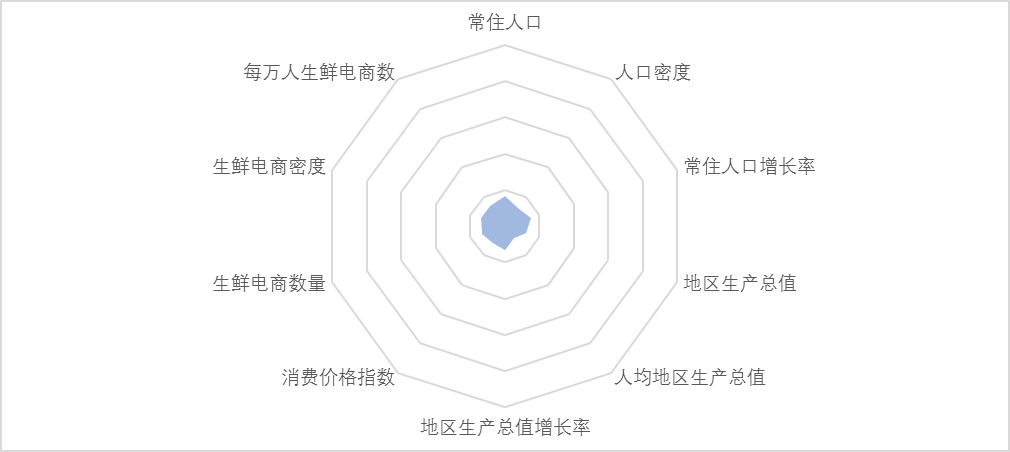 常住人口
每万人生鲜电商数
人口密度
生鲜电商密度
常住人口增长率
生鲜电商数量
地区生产总值
消费价格指数
人均地区生产总值
地区生产总值增长率